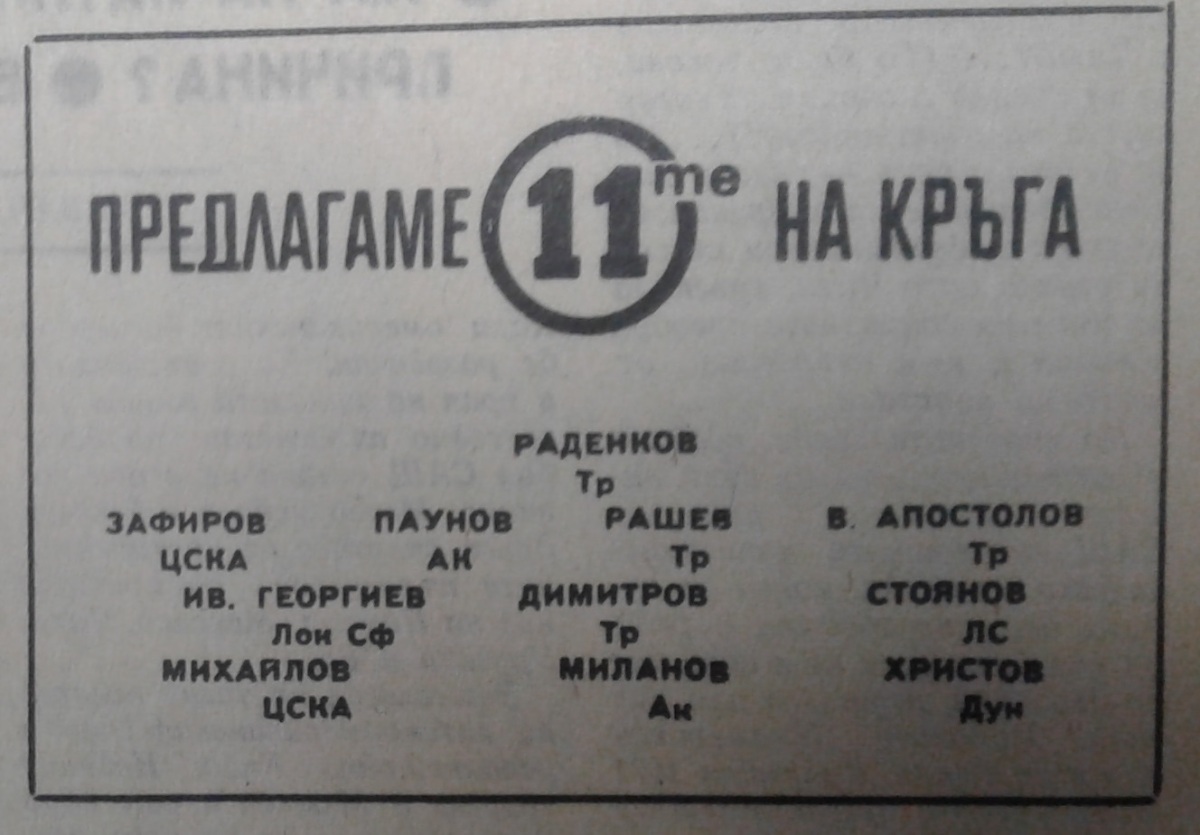 ПРЕДЛАГАМЕ 11те НА КРЪГА
РАДЕНКОВ
Тр
ЗАФИРОВ ПАУНОВ РАШЕВ В. АПОСТОЛОВ
ЦСКА АК Тр Тр
ИВ. ГЕОРГИЕВ ДИМИТРОВ СТОЯНОВ
Лок Сф Тр ЛС
МИХАЙЛОВ МИЛАНОВ ХРИСТОВ
ЦСКА Ак Дун